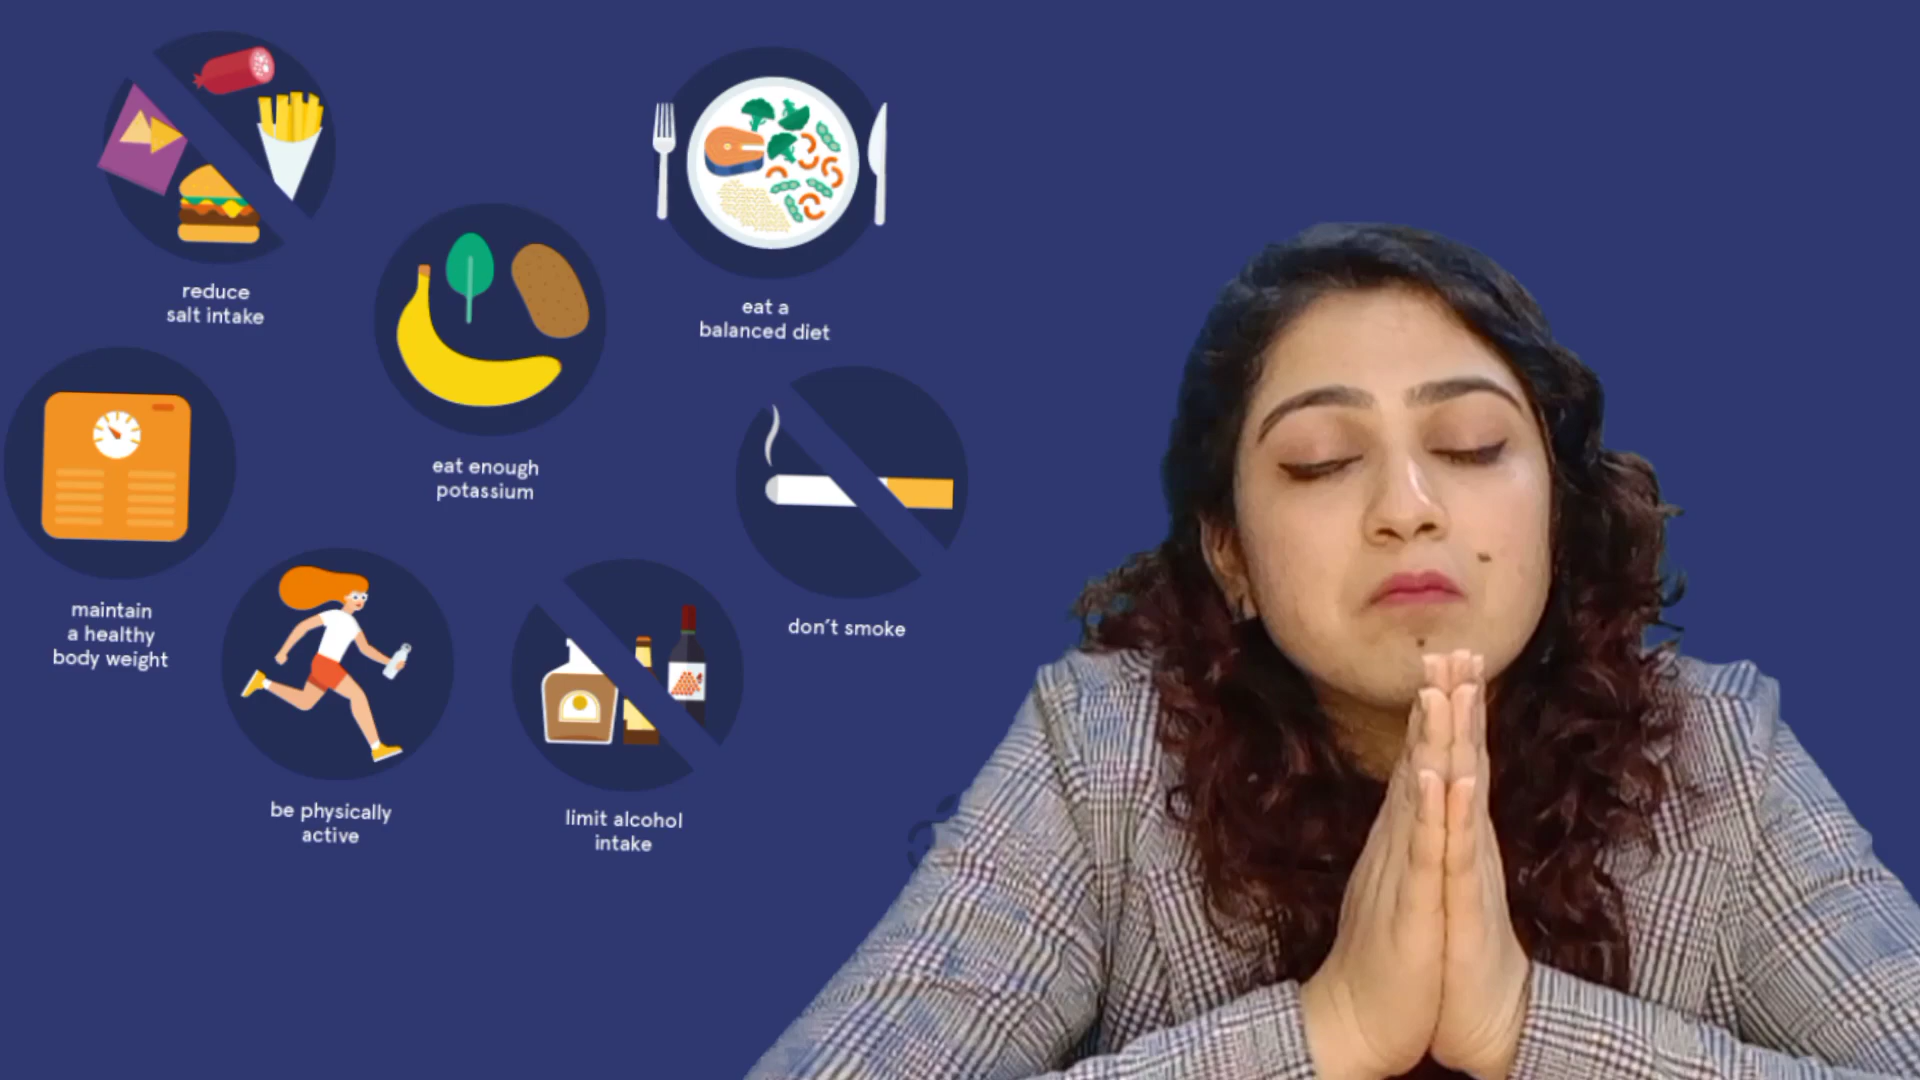 reduce
salt intake
eat a
balanced diet
eat enough
potassium
maintain
a healthy
body weight
don't smoke
be physically
active
limit alcohol
intake